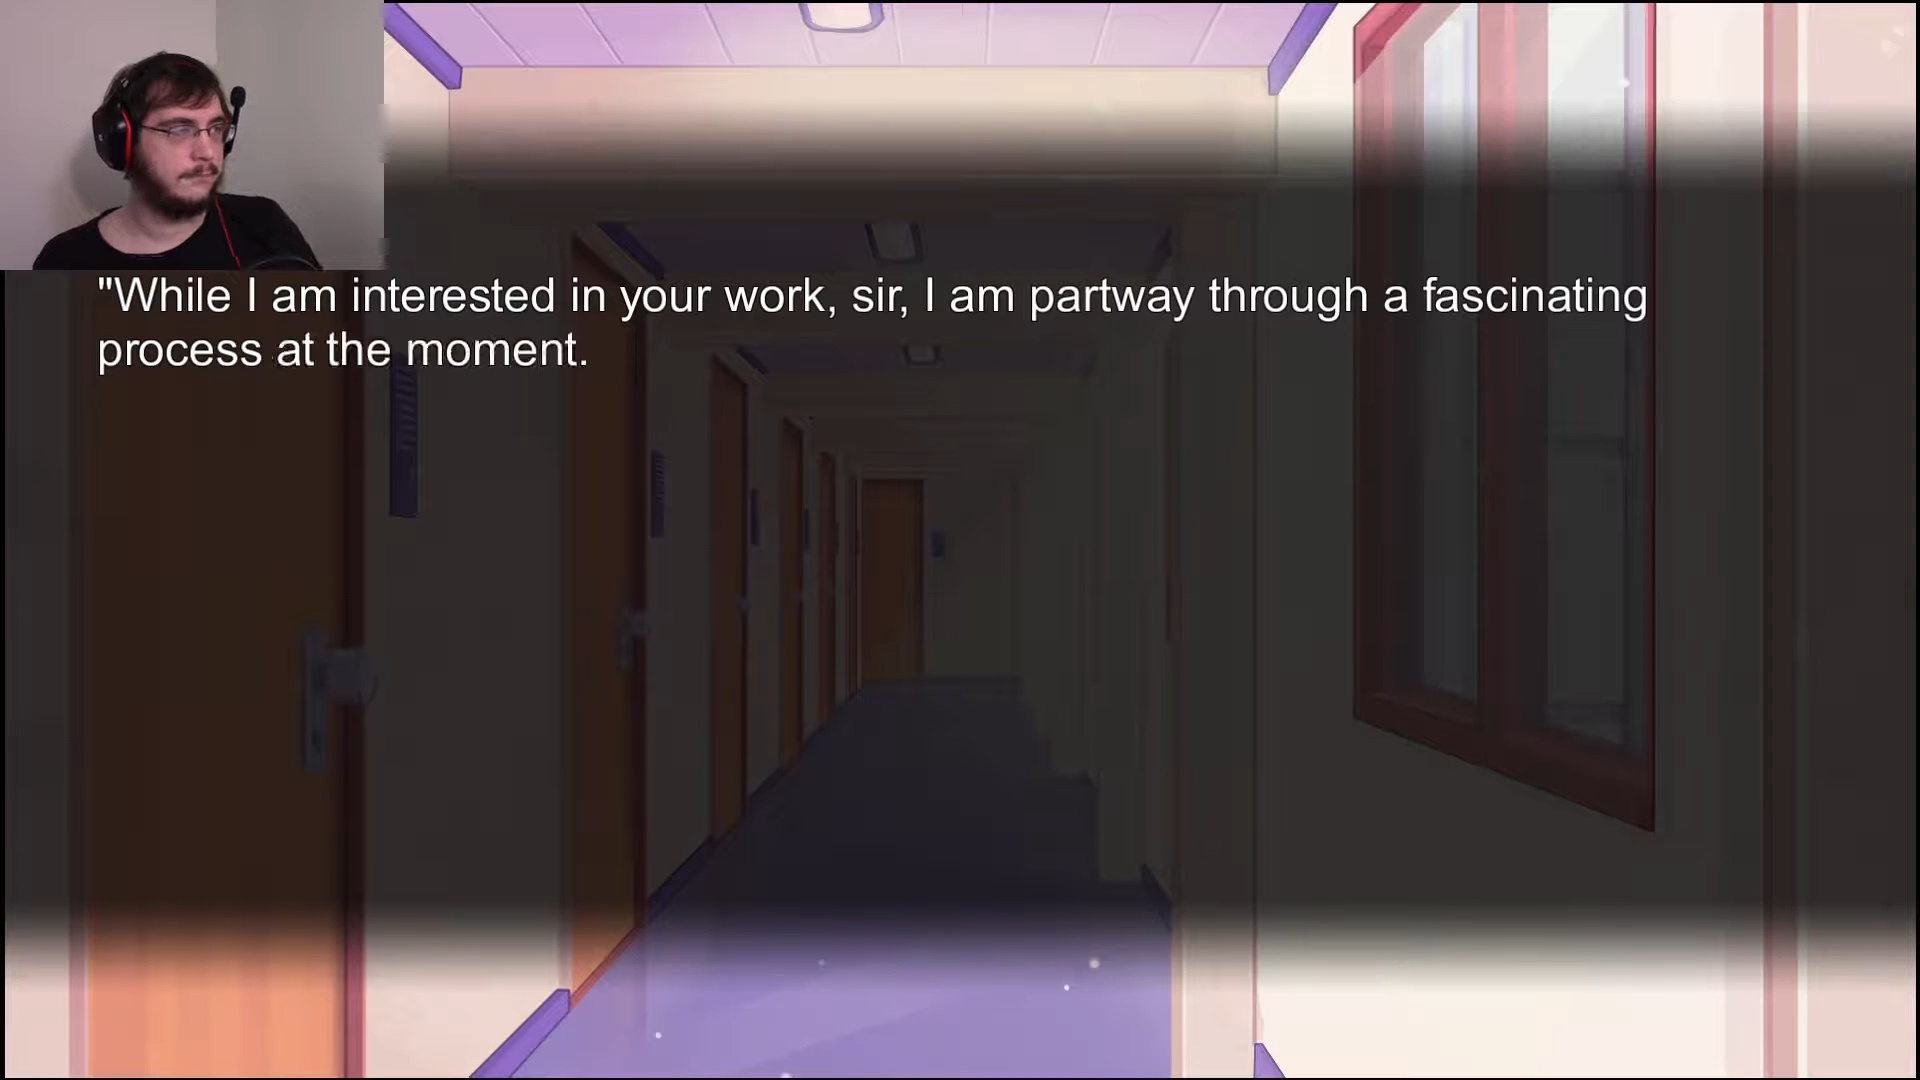 "While I am interested in your work, sir, I am partway through a fascinating
process at the moment.